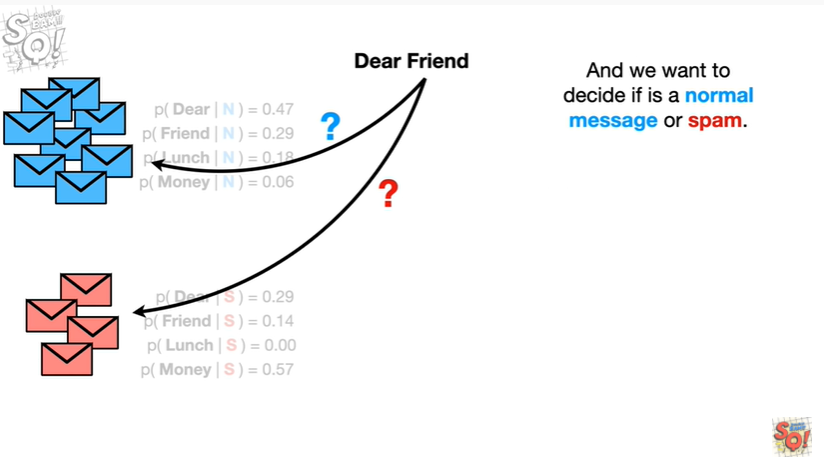 Dear Friend
And we want to
decide if is a normal
message or spam.
p( Dear | N ) = 0.47
p( Friend | N ) = 0.29
p( Lunch | N ) = 0.18
p( Money | N ) = 0.06
?
?
p( Dear | S ) = 0.29
p( Friend | S ) = 0.14
p( Lunch | S ) = 0.00
p( Money | S ) = 0.57
SQ!